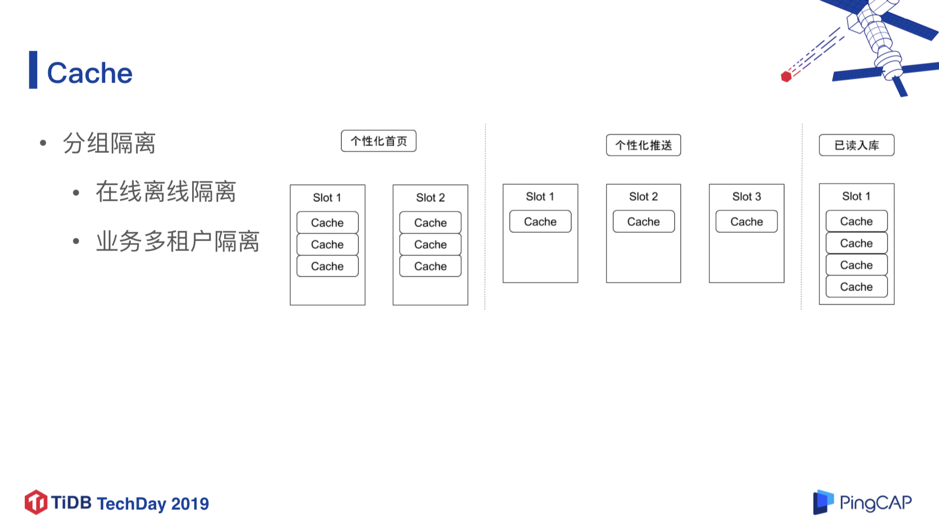 Cache
分组隔离
在线离线隔离
业务多租户隔离
个性化首页
Slot 1
Cache
Cache
Cache
Slot 2
Cache
Cache
Cache
个性化推送
Slot 1
Cache
Slot 2
Cache
Slot 3
Cache
已读入库
Slot 1
Cache
Cache
Cache
Cache
TiDB TechDay 2019
PingCAP